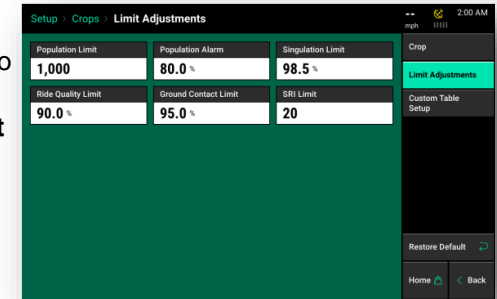 Setup > Crops > Limit Adjustments
--
mph
2:00 AM
Population Limit
1,000
Population Alarm
80.0 %
Singulation Limit
98.5 %
Ride Quality Limit
90.0 %
Ground Contact Limit
95.0 %
SRI Limit
20
Crop
Limit Adjustments
Custom Table
Setup
Restore Default
Home
< Back
o
t